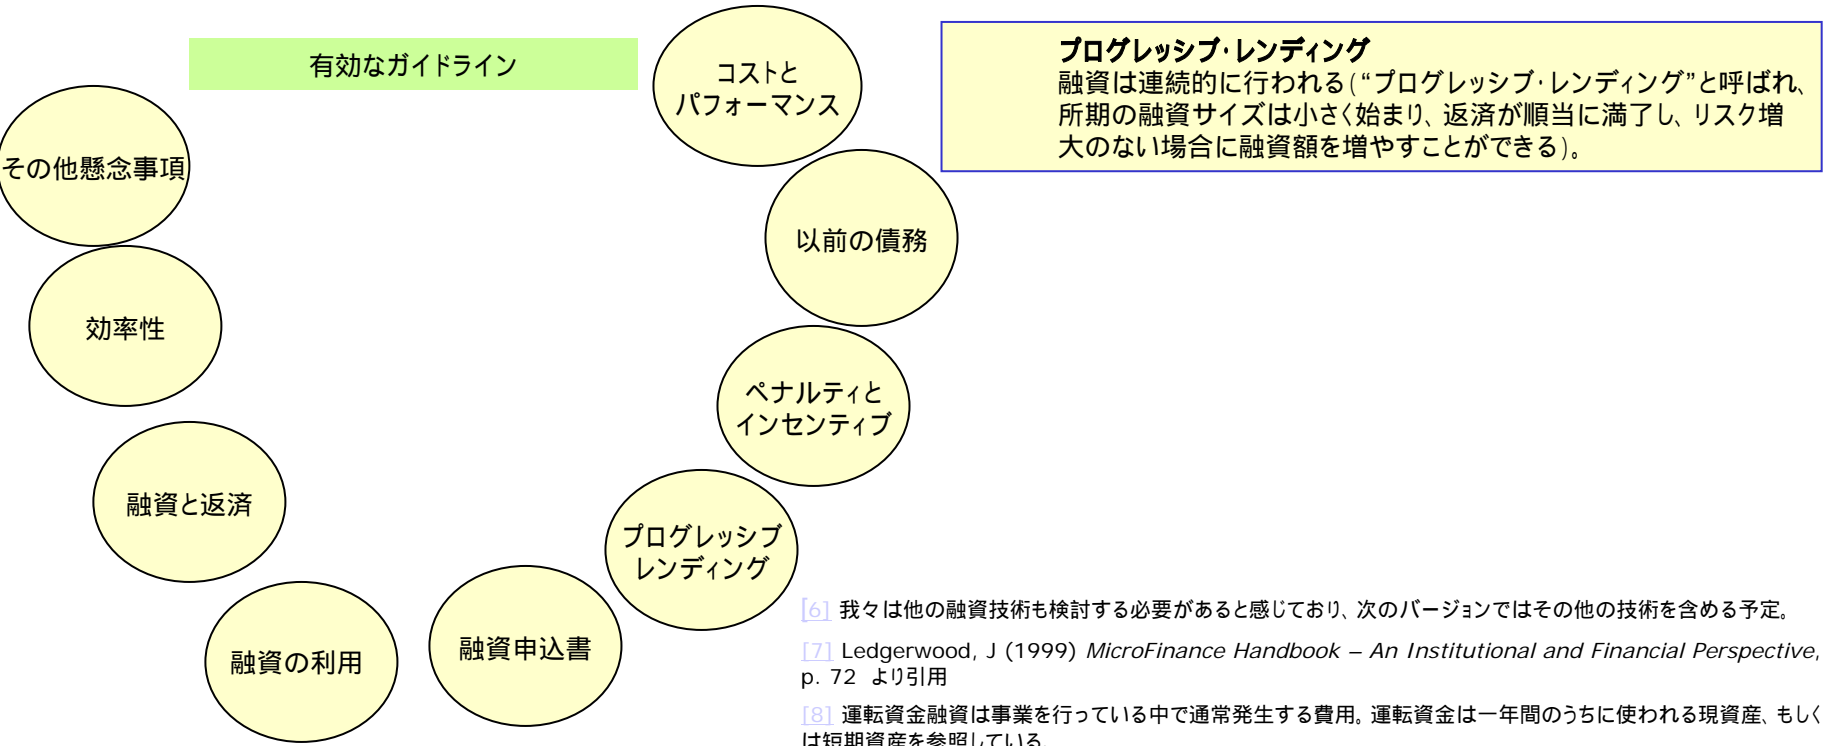 有効なガイドライン
コストと
パフォーマンス
以前の債務
ペナルティと
インセンティブ
プログレッシブ
レンディング
融資申込書
融資の利用
融資と返済
効率性
その他懸念事項
プログレッシブ・レンディング
融資は連続的に行われる(“プログレッシブ・レンディング”と呼ばれ、
所期の融資サイズは小さく始まり、返済が順当に満了し、リスク増
大のない場合に融資額を増やすことができる)。
[6] 我々は他の融資技術も検討する必要があると感じており、次のバージョンではその他の技術を含める予定。
[7] Ledgerwood, J (1999) MicroFinance Handbook – An Institutional and Financial Perspective,
p. 72 より引用
[8] 運転資金融資は事業を行っている中で通常発生する費用。運転資金は一年間のうちに使われる現資産、もしく
は短期資産を参照している。